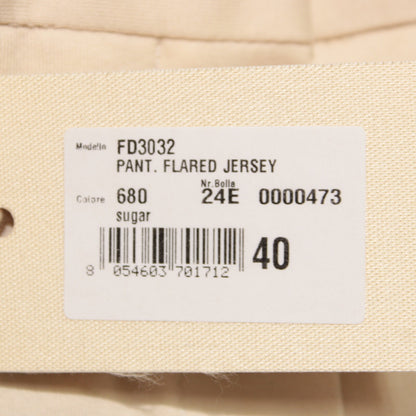 Modello FD3032
PANT. FLARED JERSEY
Nr.Bolla
Colore 680 24E 0000473
sugar
8 054603 701712 40